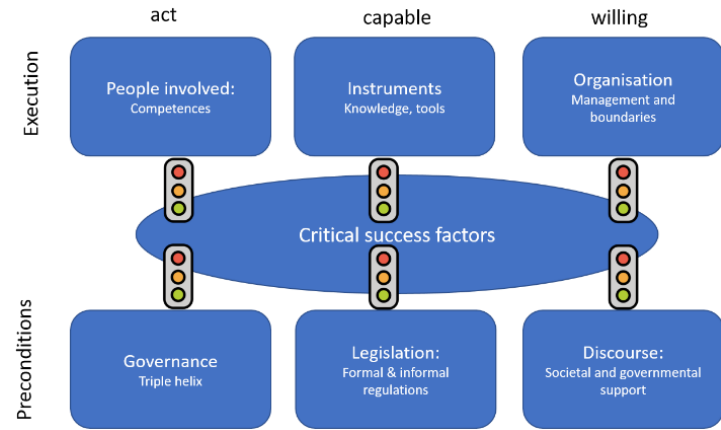 act
capable
willing
Execution
People involved:
Competences
Instruments
Knowledge, tools
Organisation
Management and
boundaries
Critical success factors
Preconditions
Governance
Triple helix
Legislation:
Formal & informal
regulations
Discourse:
Societal and governmental
support